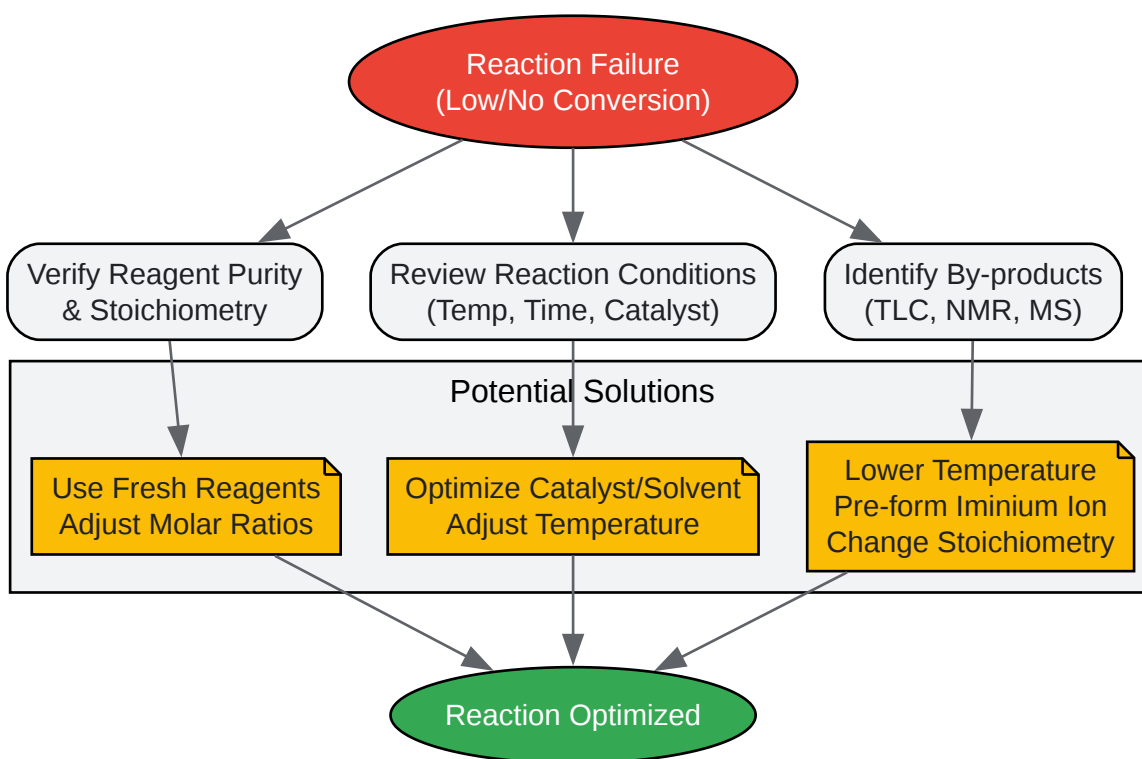 Reaction Failure
(Low/No Conversion)
Verify Reagent Purity
& Stoichiometry
Review Reaction Conditions
(Temp, Time, Catalyst)
Identify By-products
(TLC, NMR, MS)
Potential Solutions
Use Fresh Reagents
Adjust Molar Ratios
Optimize Catalyst/Solvent
Adjust Temperature
Lower Temperature
Pre-form Iminium Ion
Change Stoichiometry
Reaction Optimized